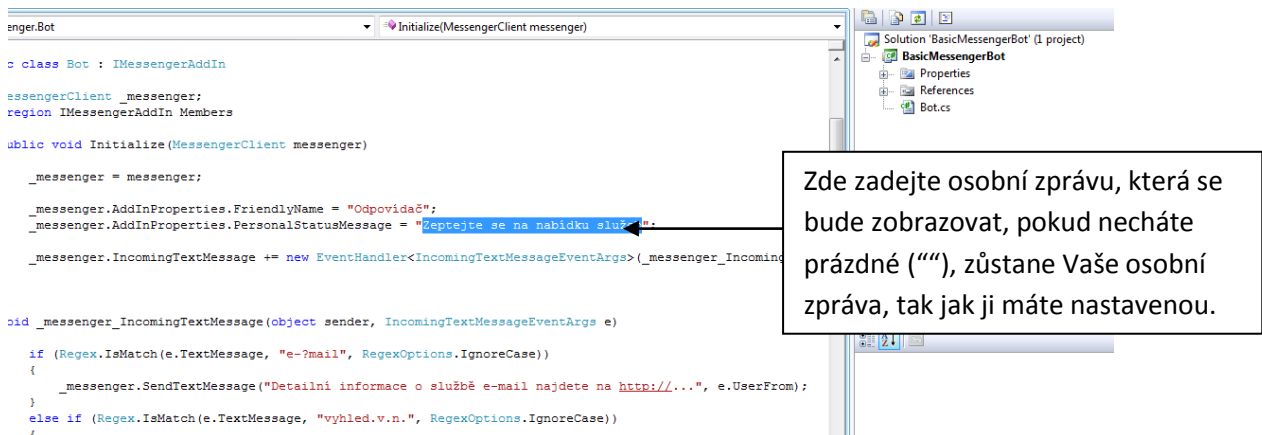 enger.Bot
Initialize(MessengerClient messenger)
c class Bot : IMessengerAddIn
essengerClient _messenger;
region IMessengerAddIn Members
ublic void Initialize(MessengerClient messenger)
_messenger = messenger;
_messenger.AddInProperties.FriendlyName = "Odpovídač";
_messenger.AddInProperties.PersonalStatusMessage = "Zeptejte se na nabídku ";
_messenger.IncomingTextMessage += new EventHandler<IncomingTextMessageEventArgs>(_messenger_Incoming
oid _messenger_IncomingTextMessage(object sender, IncomingTextMessageEventArgs e)
if (Regex.IsMatch(e.TextMessage, "e-?mail", RegexOptions.IgnoreCase))
{
_messenger.SendTextMessage("Detailní informace o službě e-mail najdete na http://...", e.UserFrom);
}
else if (Regex.IsMatch(e.TextMessage, "vyhled.v.n.", RegexOptions.IgnoreCase))
{
Solution 'BasicMessengerBot' (1 project)
BasicMessengerBot
Properties
References
Bot.cs
Zde zadejte osobní zprávu, která se
bude zobrazovat, pokud necháte
prázdné (““), zůstane Vaše osobní
zpráva, tak jak ji máte nastavenou.